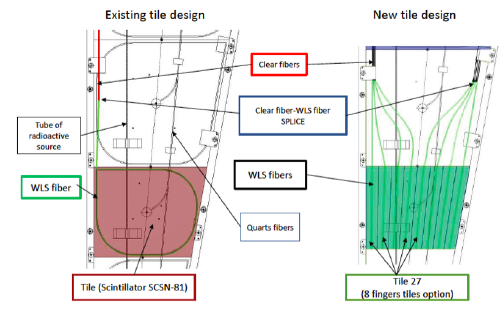 Existing tile design
New tile design
Clear fibers
Clear fiber-WLS fiber
SPLICE
Tube of
radioactive
source
WLS fiber
WLS fibers
Quarts fibers
Tile (Scintillator SCSN-81)
Tile 27
(8 fingers tiles option)